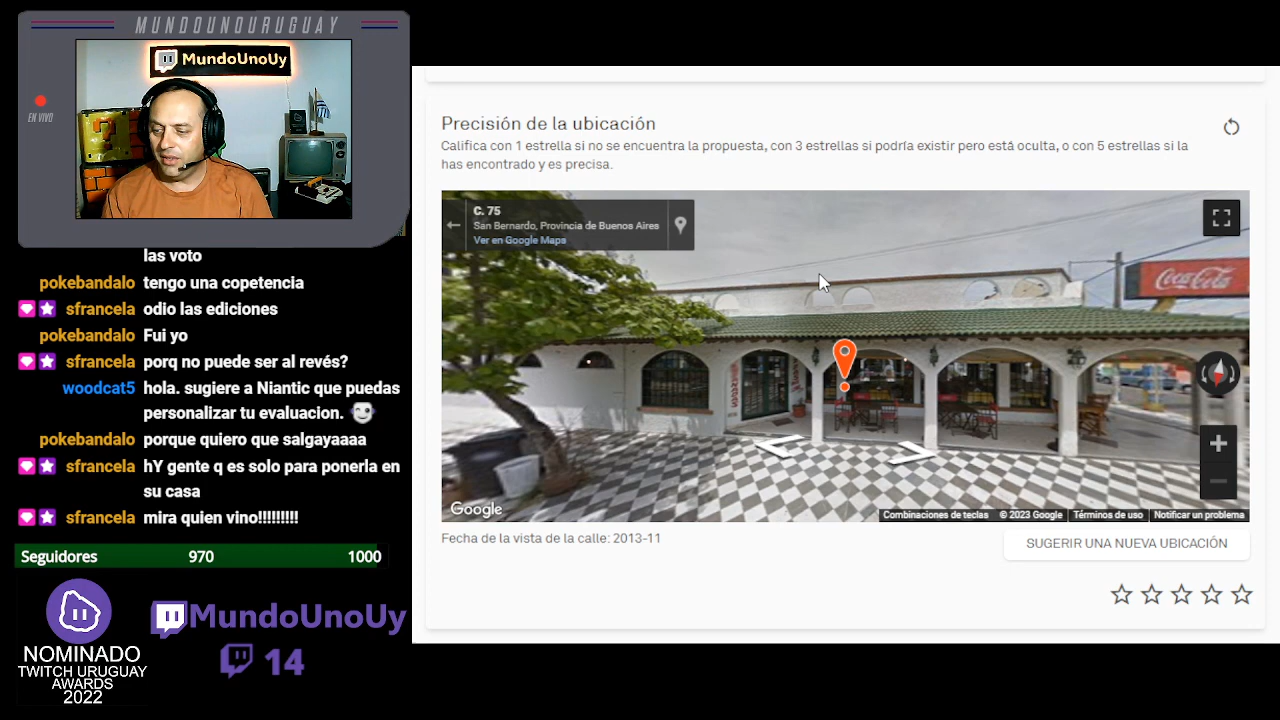 MUNDOUNOURUGUAY
MundoUnoUy
EN VIVO
las voto
pokebandalo tengo una copetencia
sfrancela odio las ediciones
pokebandalo Fui yo
sfrancela porq no puede ser al revés?
woodcat5 hola. sugiere a Niantic que puedas
personalizar tu evaluacion.
pokebandalo porque quiero que salgayaaaa
sfrancela hY gente q es solo para ponerla en
su casa
sfrancela mira quien vino!!!!!!!!!
Seguidores 970 1000
NOMINADO
TWITCH URUGUAY
AWARDS
2022
MundoUnoUy
14
Precisión de la ubicación
Califica con 1 estrella si no se encuentra la propuesta, con 3 estrellas si podría existir pero está oculta, o con 5 estrellas si la
has encontrado y es precisa.
C. 75
San Bernardo, Provincia de Buenos Aires
Ver en Google Maps
Coca-Cola
Google
Combinaciones de teclas © 2023 Google Términos de uso Notificar un problema
Fecha de la vista de la calle: 2013-11
SUGERIR UNA NUEVA UBICACIÓN